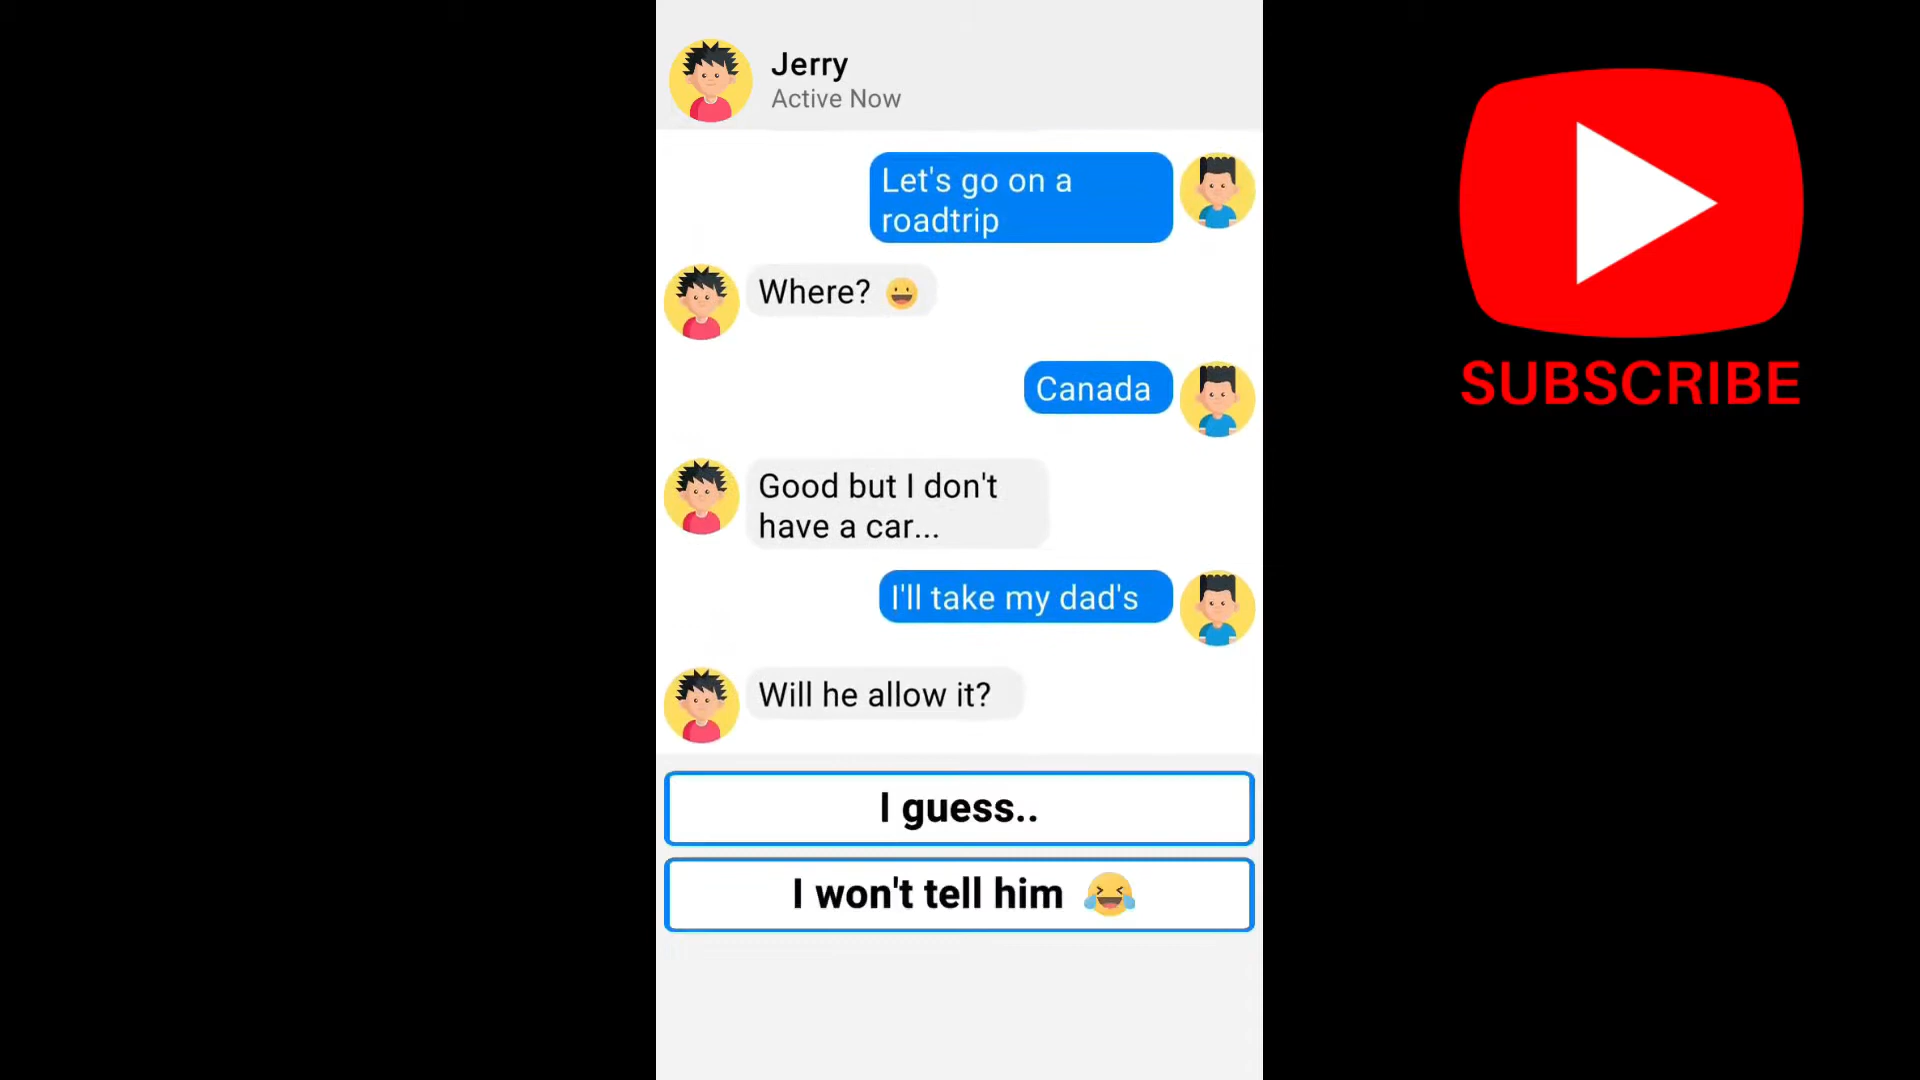 Jerry
Active Now
Let's go on a
roadtrip
Where? 😀
Canada
Good but I don't
have a car...
I'll take my dad's
Will he allow it?
I guess..
I won't tell him 😂
SUBSCRIBE